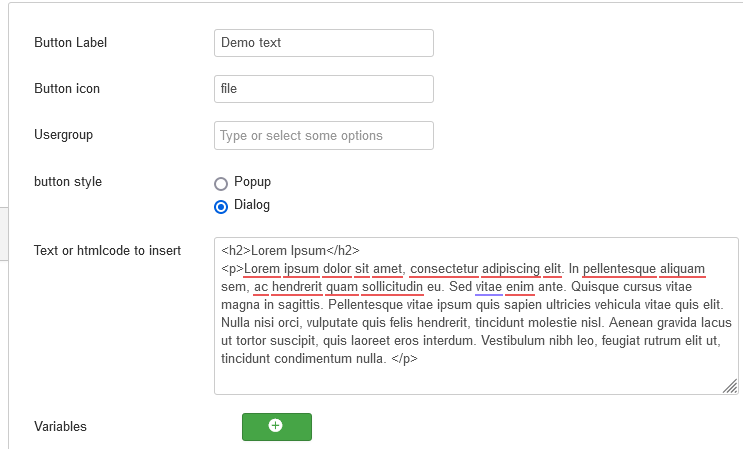 Button Label
Demo text
Button icon
file
Usergroup
Type or select some options
button style
Popup
Dialog
Text or htmlcode to insert
<h2>Lorem Ipsum</h2>
<p>Lorem ipsum dolor sit amet, consectetur adipiscing elit. In pellentesque aliquam
sem, ac hendrerit quam sollicitudin eu. Sed vitae enim ante. Quisque cursus vitae
magna in sagittis. Pellentesque vitae ipsum quis sapien ultricies vehicula vitae quis elit.
Nulla nisi orci, vulputate quis felis hendrerit, tincidunt molestie nisl. Aenean gravida lacus
ut tortor suscipit, quis laoreet eros interdum. Vestibulum nibh leo, feugiat rutrum elit ut,
tincidunt condimentum nulla. </p>
Variables